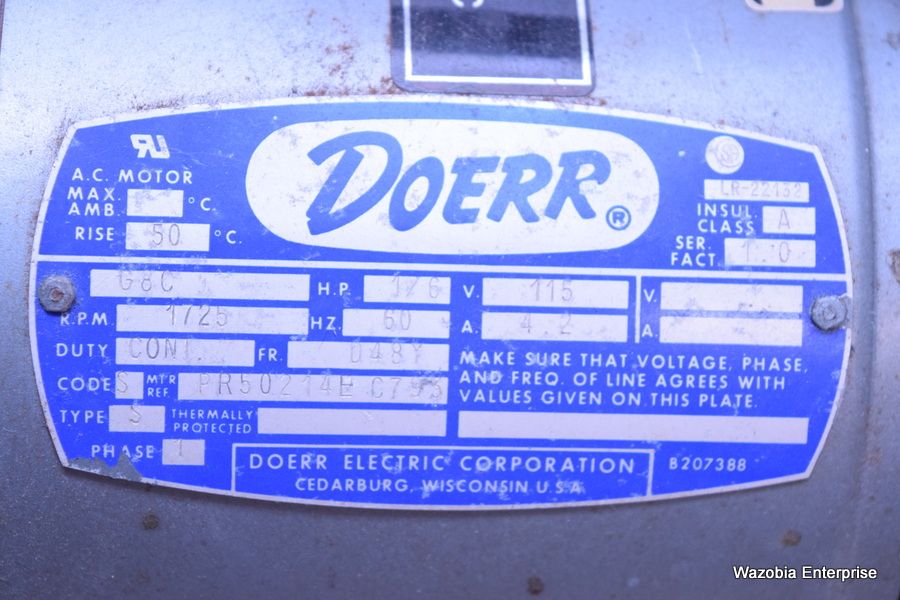 DOERR ®
A.C. MOTOR
MAX. AMB. °C.
RISE 50 °C.
LR-22132
INSUL. CLASS A
SER. FACT. 1.0
G8C H.P. 1/6 V. 115 V.
R.P.M. 1725 HZ. 60 A. 4.2 A.
DUTY CONT. FR. D48Y
CODE S MTR REF. PR50214E C793
TYPE S THERMALLY PROTECTED
PHASE 1
MAKE SURE THAT VOLTAGE, PHASE,
AND FREQ. OF LINE AGREES WITH
VALUES GIVEN ON THIS PLATE.
DOERR ELECTRIC CORPORATION
CEDARBURG, WISCONSIN U.S.A.
B207388
Wazobia Enterprise